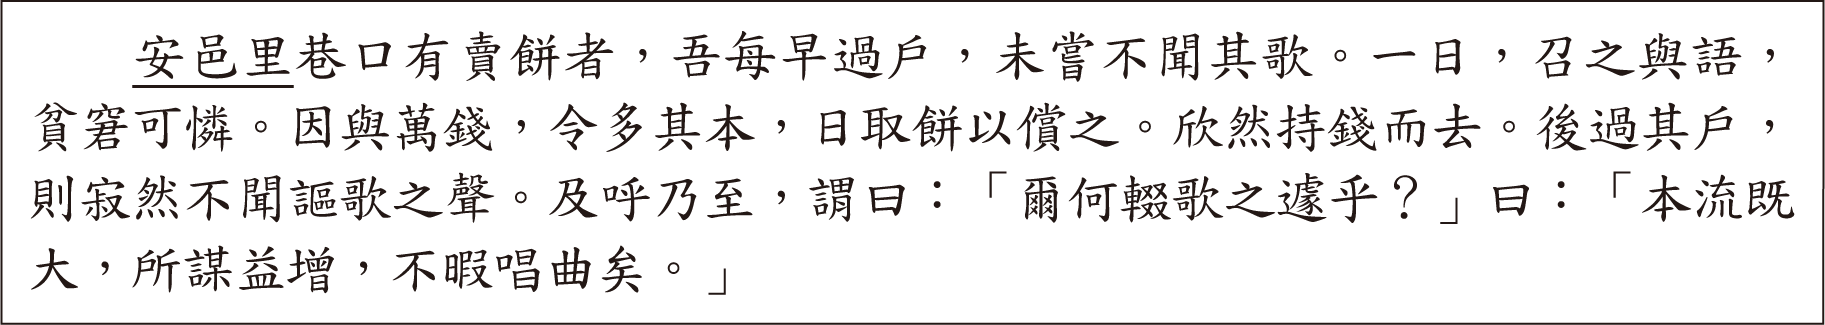 安邑里巷口有賣餅者，吾每早過戶，未嘗不聞其歌。一日，召之與語，
貧窘可憐。因與萬錢，令多其本，日取餅以償之。欣然持錢而去。後過其戶，
則寂然不聞謳歌之聲。及呼乃至，謂曰：「爾何輟歌之遽乎？」曰：「本流既
大，所謀益增，不暇唱曲矣。」